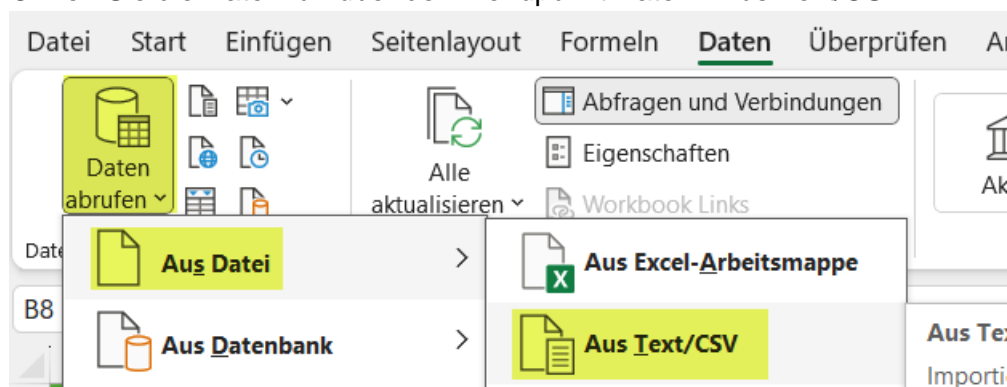 Datei Start Einfügen Seitenlayout Formeln Daten Überprüfen
Daten abrufen
Alle aktualisieren
Abfragen und Verbindungen
Eigenschaften
Workbook Links
Aus Datei
Aus Excel-Arbeitsmappe
B8
Aus Datenbank
Aus Text/CSV
Aus